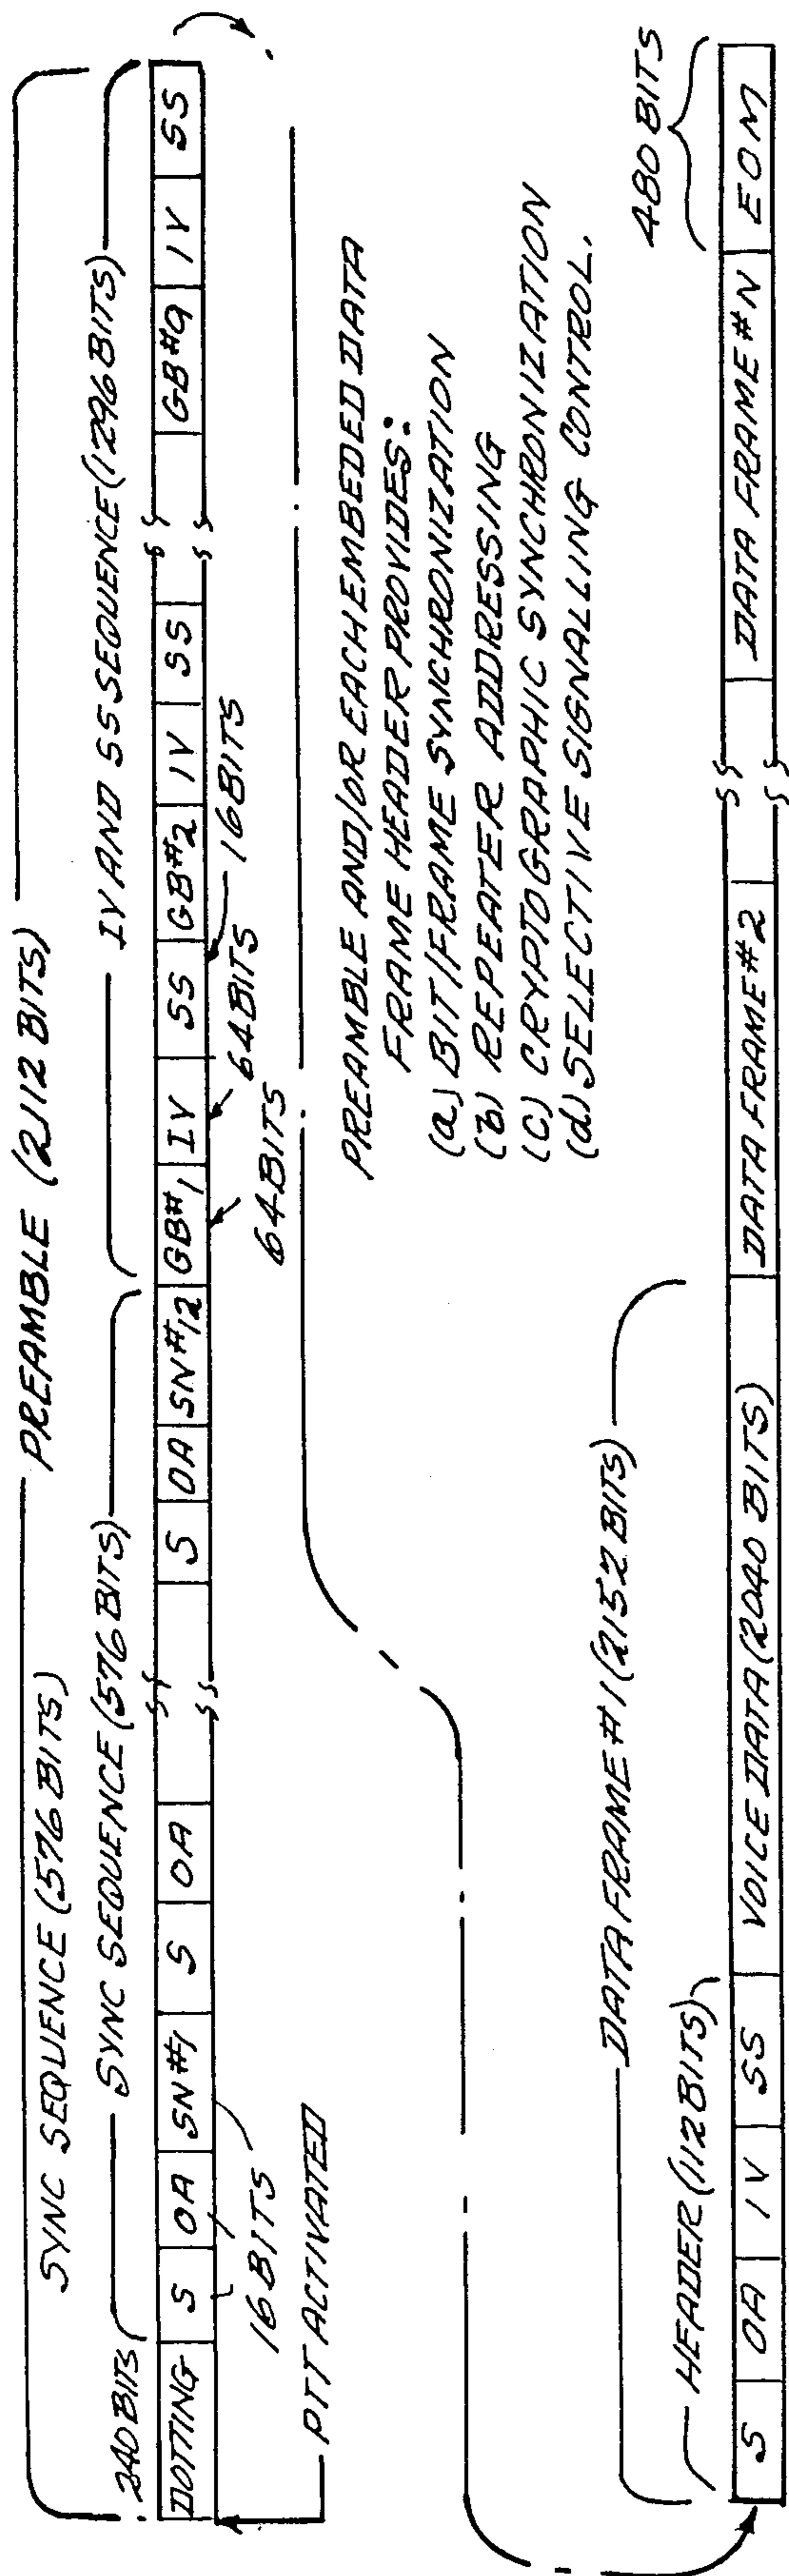 PREAMBLE (2112 BITS)
SYNC SEQUENCE (576 BITS)
240 BITS
SYNC SEQUENCE (576 BITS)
IV AND SS SEQUENCE (1296 BITS)
DOTTING S OA SN#1 S OA S OA SN#12 GB#1 IV SS GB#2 IV SS GB#9 IV SS
16 BITS
64 BITS
64 BITS
16 BITS
PTT ACTIVATED
PREAMBLE AND/OR EACH EMBEDED DATA
FRAME HEADER PROVIDES:
(a) BIT/FRAME SYNCHRONIZATION
(b) REPEATER ADDRESSING
(c) CRYPTOGRAPHIC SYNCHRONIZATION
(d) SELECTIVE SIGNALLING CONTROL.
DATA FRAME #1 (2152 BITS)
HEADER (112 BITS)
480 BITS
S OA IV SS VOICE DATA (2040 BITS) DATA FRAME #2 DATA FRAME #N EOM